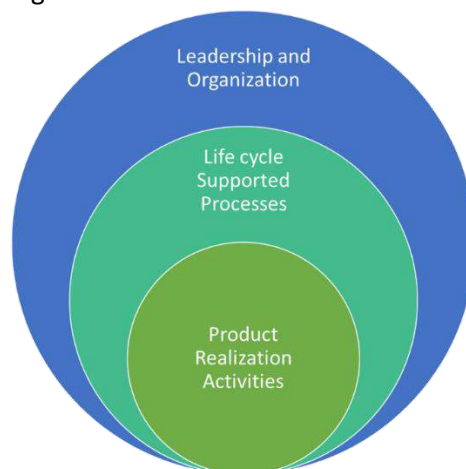 Leadership and
Organization
Life cycle
Supported
Processes
Product
Realization
Activities